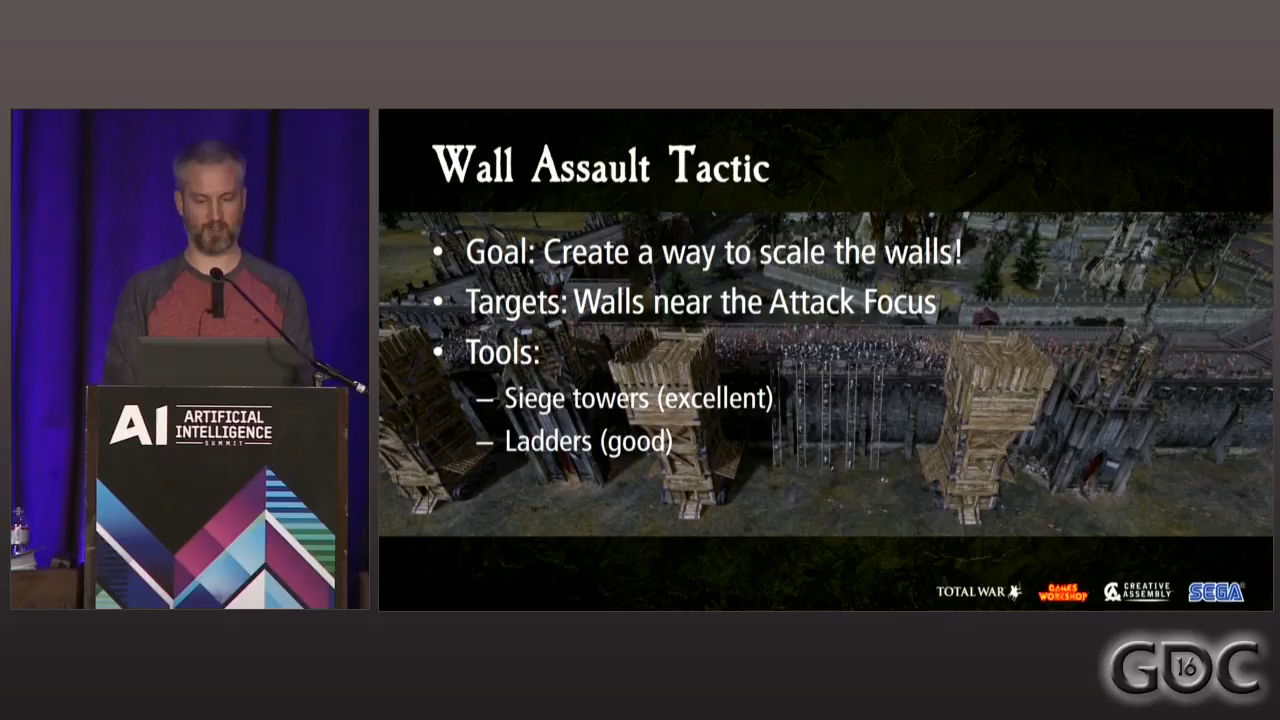 Wall Assault Tactic
• Goal: Create a way to scale the walls!
• Targets: Walls near the Attack Focus
• Tools:
– Siege towers (excellent)
– Ladders (good)
AI ARTIFICIAL
INTELLIGENCE
SUMMIT
TOTAL WAR
GAMES
WORKSHOP
CREATIVE
ASSEMBLY
SEGA
GDC
16